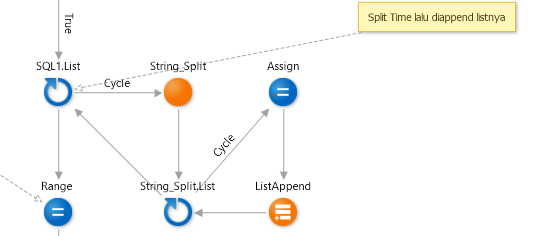 Split Time lalu diappend listnya
True
SQL1.List
Cycle
String_Split
Assign
Cycle
Range
String_Split.List
ListAppend